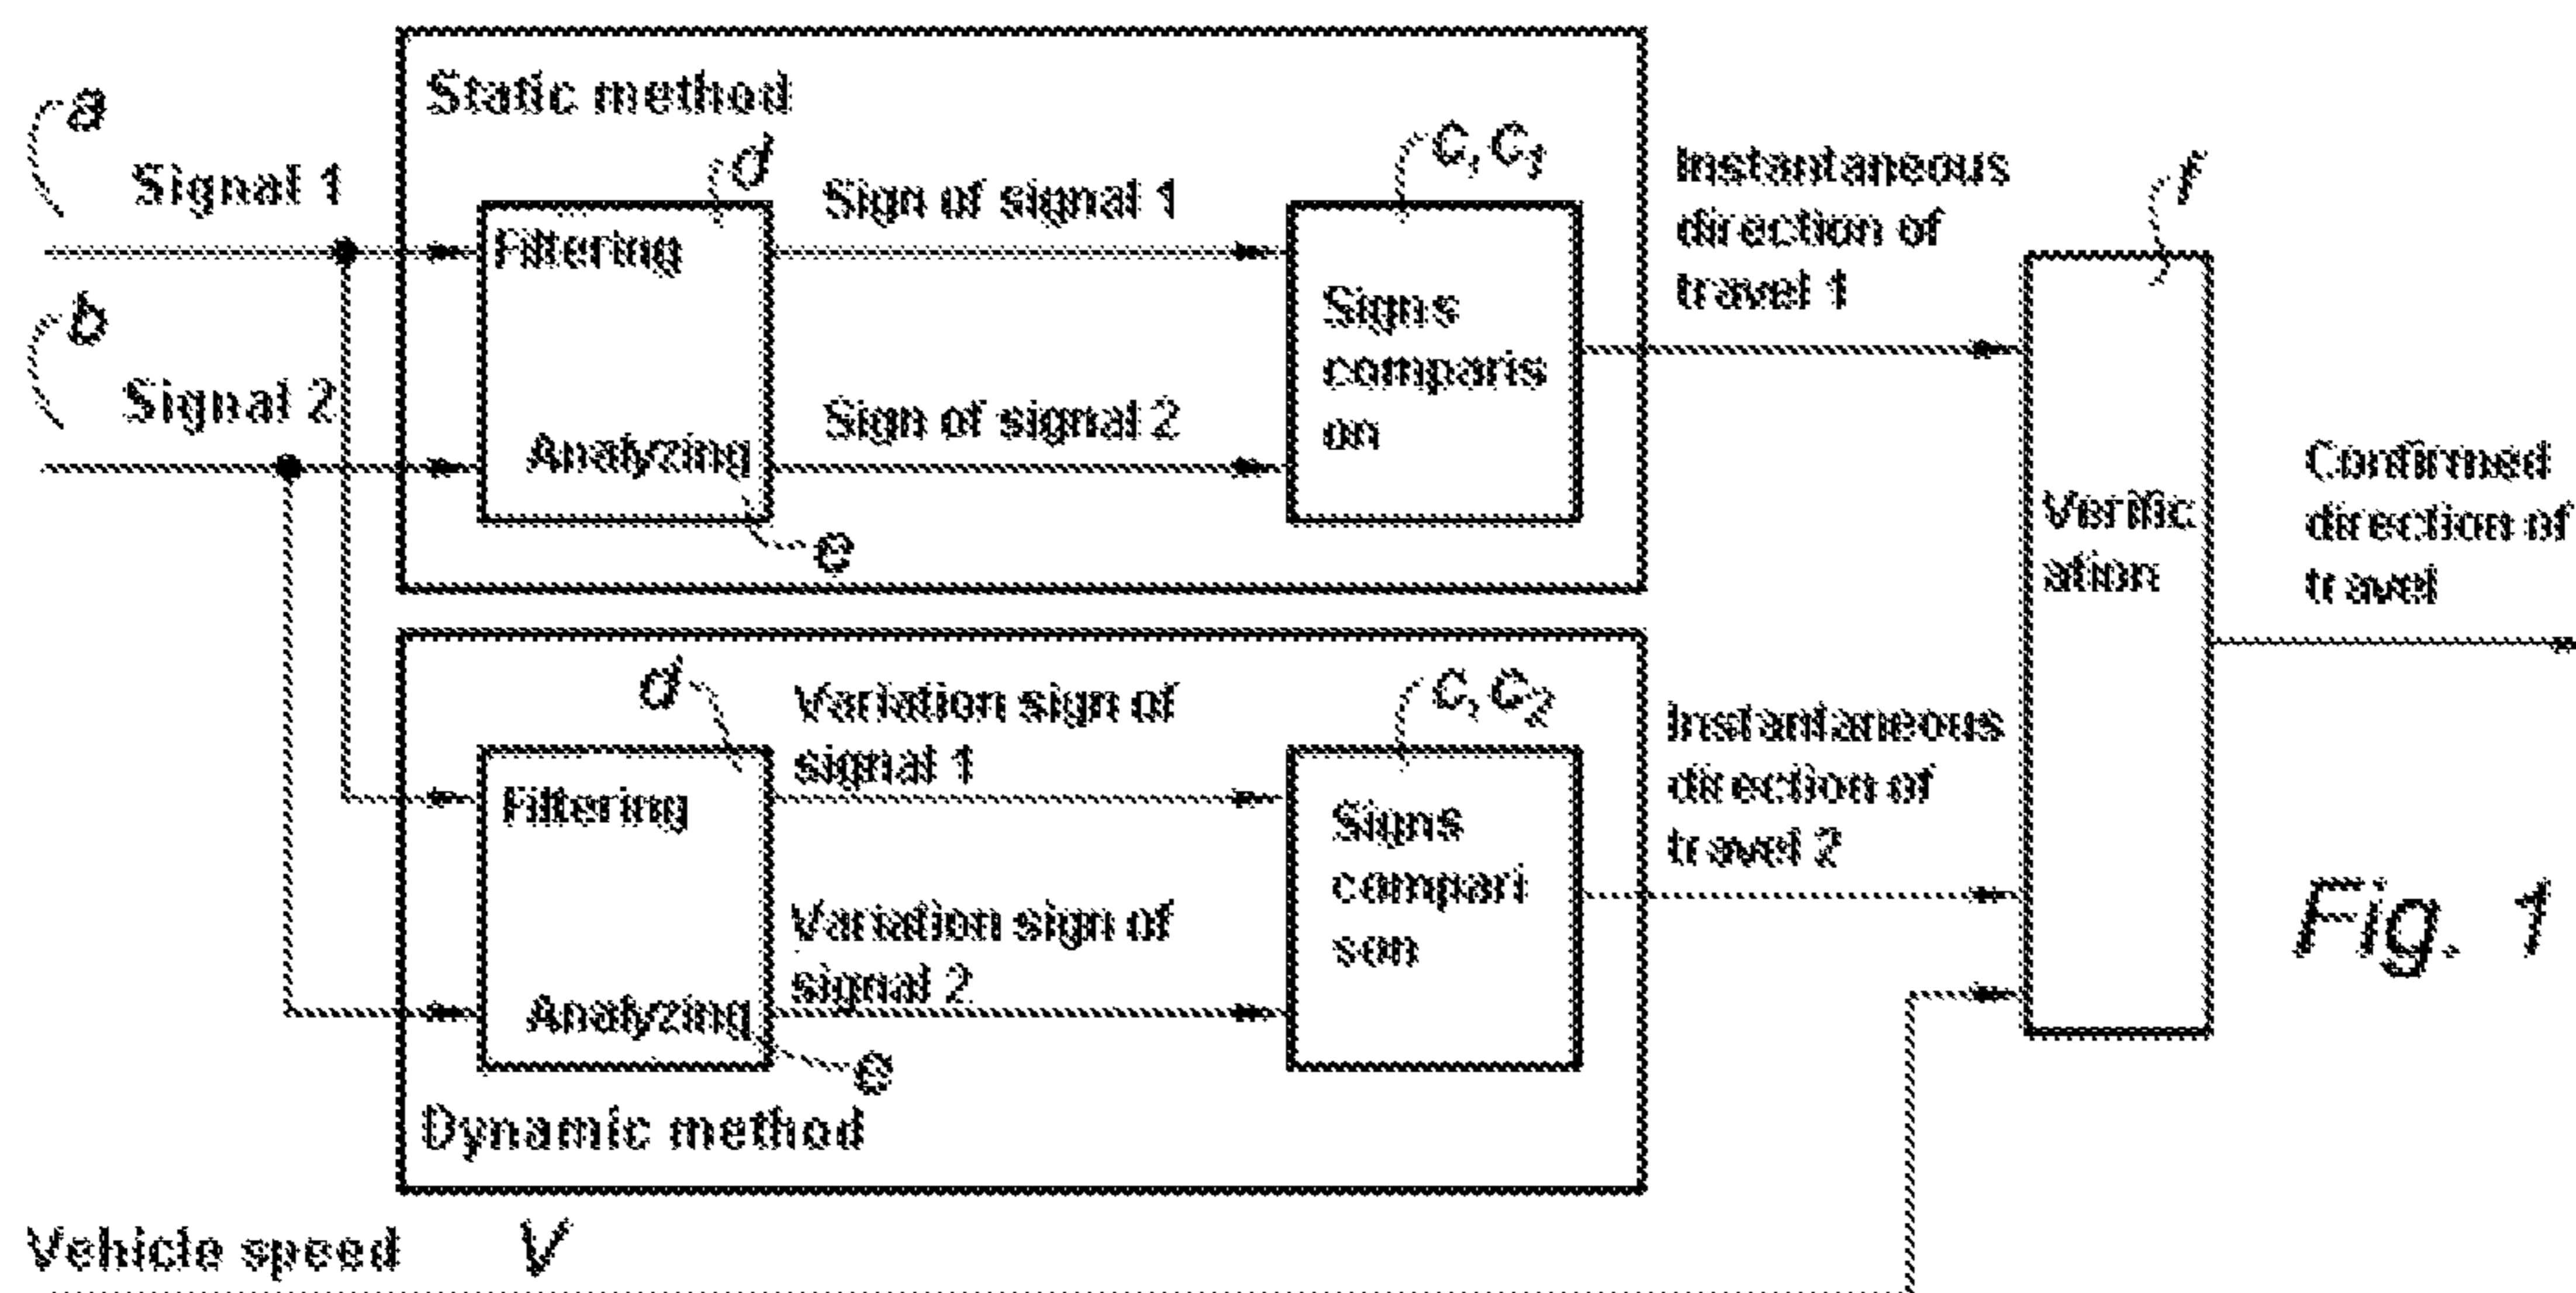 Static method
a
Signal 1
d
Sign of signal 1
c, c1
Instantaneous
direction of
travel 1
f
Filtering
b
Signal 2
Analyzing
Sign of signal 2
e
Signs
comparis
on
Verific
ation
Confirmed
direction of
travel
d
Variation sign of
signal 1
c, c2
Instantaneous
direction of
travel 2
Filtering
Analyzing
Variation sign of
signal 2
e
Signs
compari
son
Dynamic method
Fig. 1
Vehicle speed V